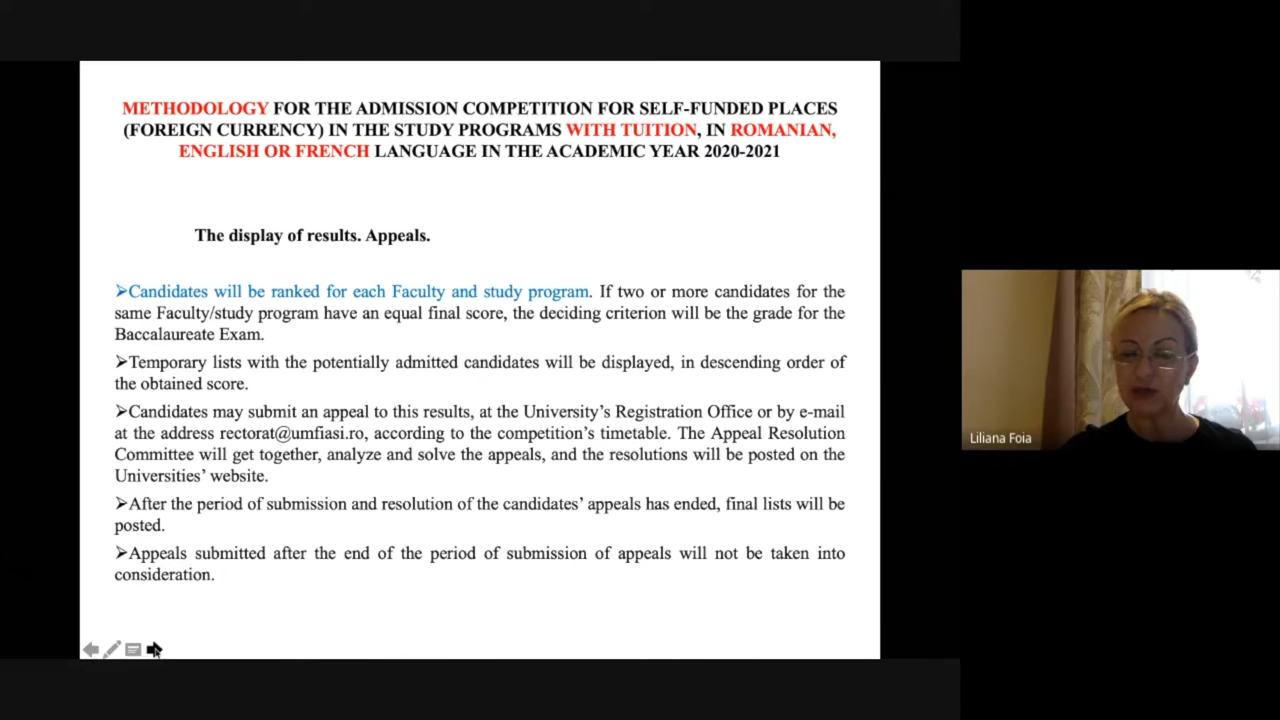 METHODOLOGY FOR THE ADMISSION COMPETITION FOR SELF-FUNDED PLACES
(FOREIGN CURRENCY) IN THE STUDY PROGRAMS WITH TUITION, IN ROMANIAN,
ENGLISH OR FRENCH LANGUAGE IN THE ACADEMIC YEAR 2020-2021
The display of results. Appeals.
➢Candidates will be ranked for each Faculty and study program. If two or more candidates for the
same Faculty/study program have an equal final score, the deciding criterion will be the grade for the
Baccalaureate Exam.
➢Temporary lists with the potentially admitted candidates will be displayed, in descending order of
the obtained score.
➢Candidates may submit an appeal to this results, at the University’s Registration Office or by e-mail
at the address rectorat@umfiasi.ro, according to the competition’s timetable. The Appeal Resolution
Committee will get together, analyze and solve the appeals, and the resolutions will be posted on the
Universities’ website.
➢After the period of submission and resolution of the candidates’ appeals has ended, final lists will be
posted.
➢Appeals submitted after the end of the period of submission of appeals will not be taken into
consideration.
Liliana Foia